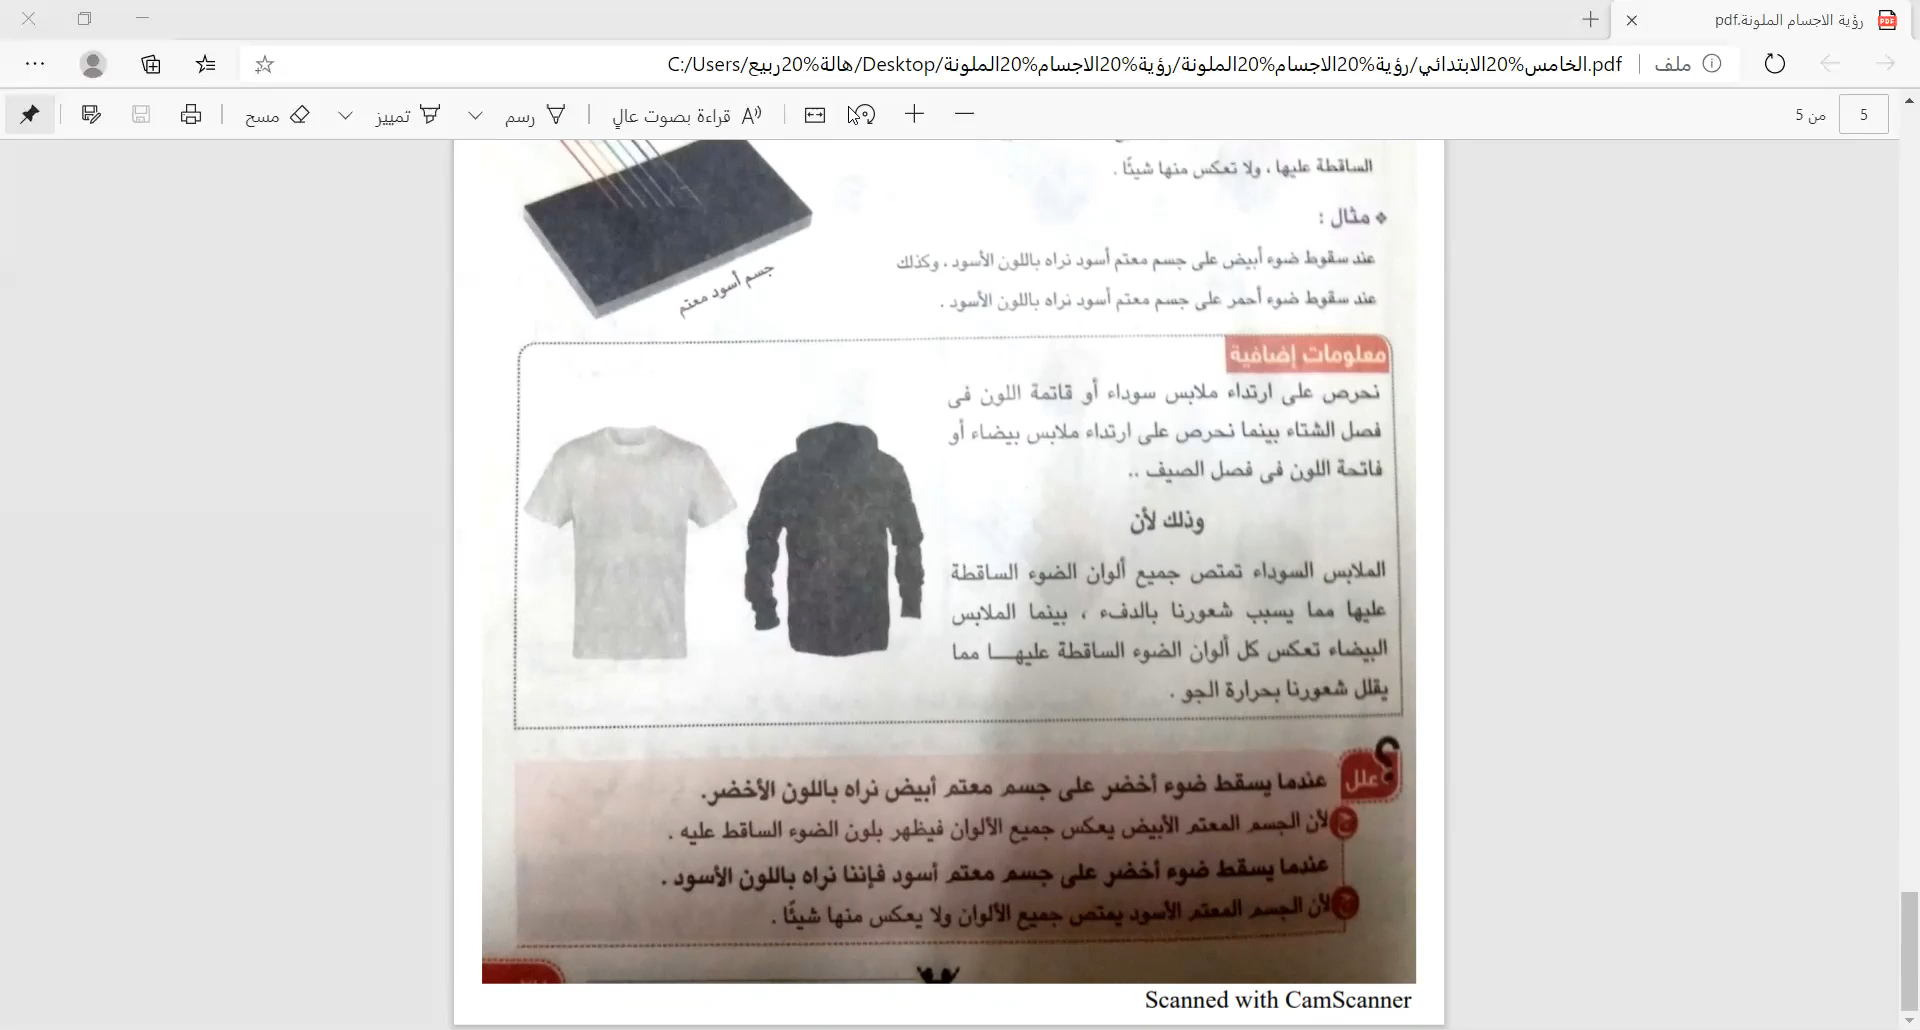 رؤية الاجسام الملونة.pdf
ملف
C:/Users/هالة%20ربيع/Desktop/رؤية%20الاجسام%20الملونة/رؤية%20الاجسام%20الملونة/الخامس%20الابتدائي.pdf
5
من 5
قراءة بصوت عالٍ
رسم
تمييز
مسح
الساقطة عليها ، ولا تعكس منها شيئًا .
مثال :
عند سقوط ضوء أبيض على جسم معتم أسود نراه باللون الأسود ، وكذلك
عند سقوط ضوء أحمر على جسم معتم أسود نراه باللون الأسود .
جسم أسود معتم
معلومات إضافية
نحرص على ارتداء ملابس سوداء أو قاتمة اللون فى
فصل الشتاء بينما نحرص على ارتداء ملابس بيضاء أو
فاتحة اللون فى فصل الصيف ..
وذلك لأن
الملابس السوداء تمتص جميع ألوان الضوء الساقطة
عليها مما يسبب شعورنا بالدفء ، بينما الملابس
البيضاء تعكس كل ألوان الضوء الساقطة عليهـــا مما
يقلل شعورنا بحرارة الجو .
علل ؟
عندما يسقط ضوء أخضر على جسم معتم أبيض نراه باللون الأخضر.
ج لأن الجسم المعتم الأبيض يعكس جميع الألوان فيظهر بلون الضوء الساقط عليه .
عندما يسقط ضوء أخضر على جسم معتم أسود فإننا نراه باللون الأسود .
ج لأن الجسم المعتم الأسود يمتص جميع الألوان ولا يعكس منها شيئًا .
Scanned with CamScanner